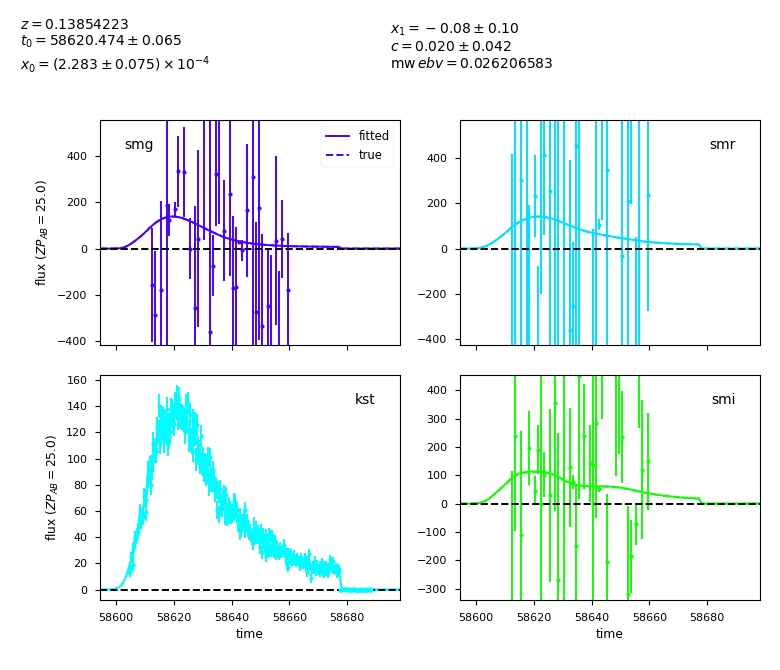 z = 0.13854223
t₀ = 58620.474 ± 0.065
x₀ = (2.283 ± 0.075) × 10⁻⁴
x₁ = −0.08 ± 0.10
c = 0.020 ± 0.042
mw ebv = 0.026206583
smg
fitted
true
400
200
0
−200
−400
flux (ZP_AB = 25.0)
smr
400
200
0
−200
−400
kst
160
140
120
100
80
60
40
20
0
flux (ZP_AB = 25.0)
58600 58620 58640 58660 58680
time
smi
400
300
200
100
0
−100
−200
−300
58600 58620 58640 58660 58680
time